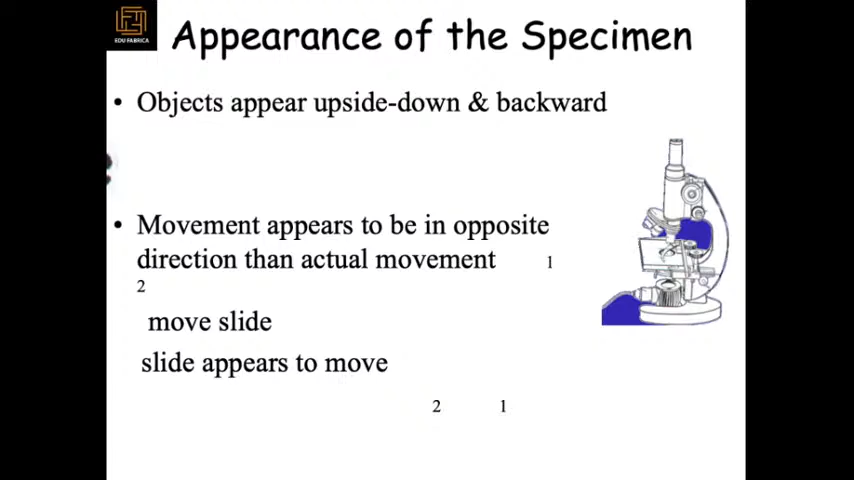 EDU FABRICA
Appearance of the Specimen
• Objects appear upside-down & backward
• Movement appears to be in opposite
direction than actual movement 1
2
move slide
slide appears to move
2 1